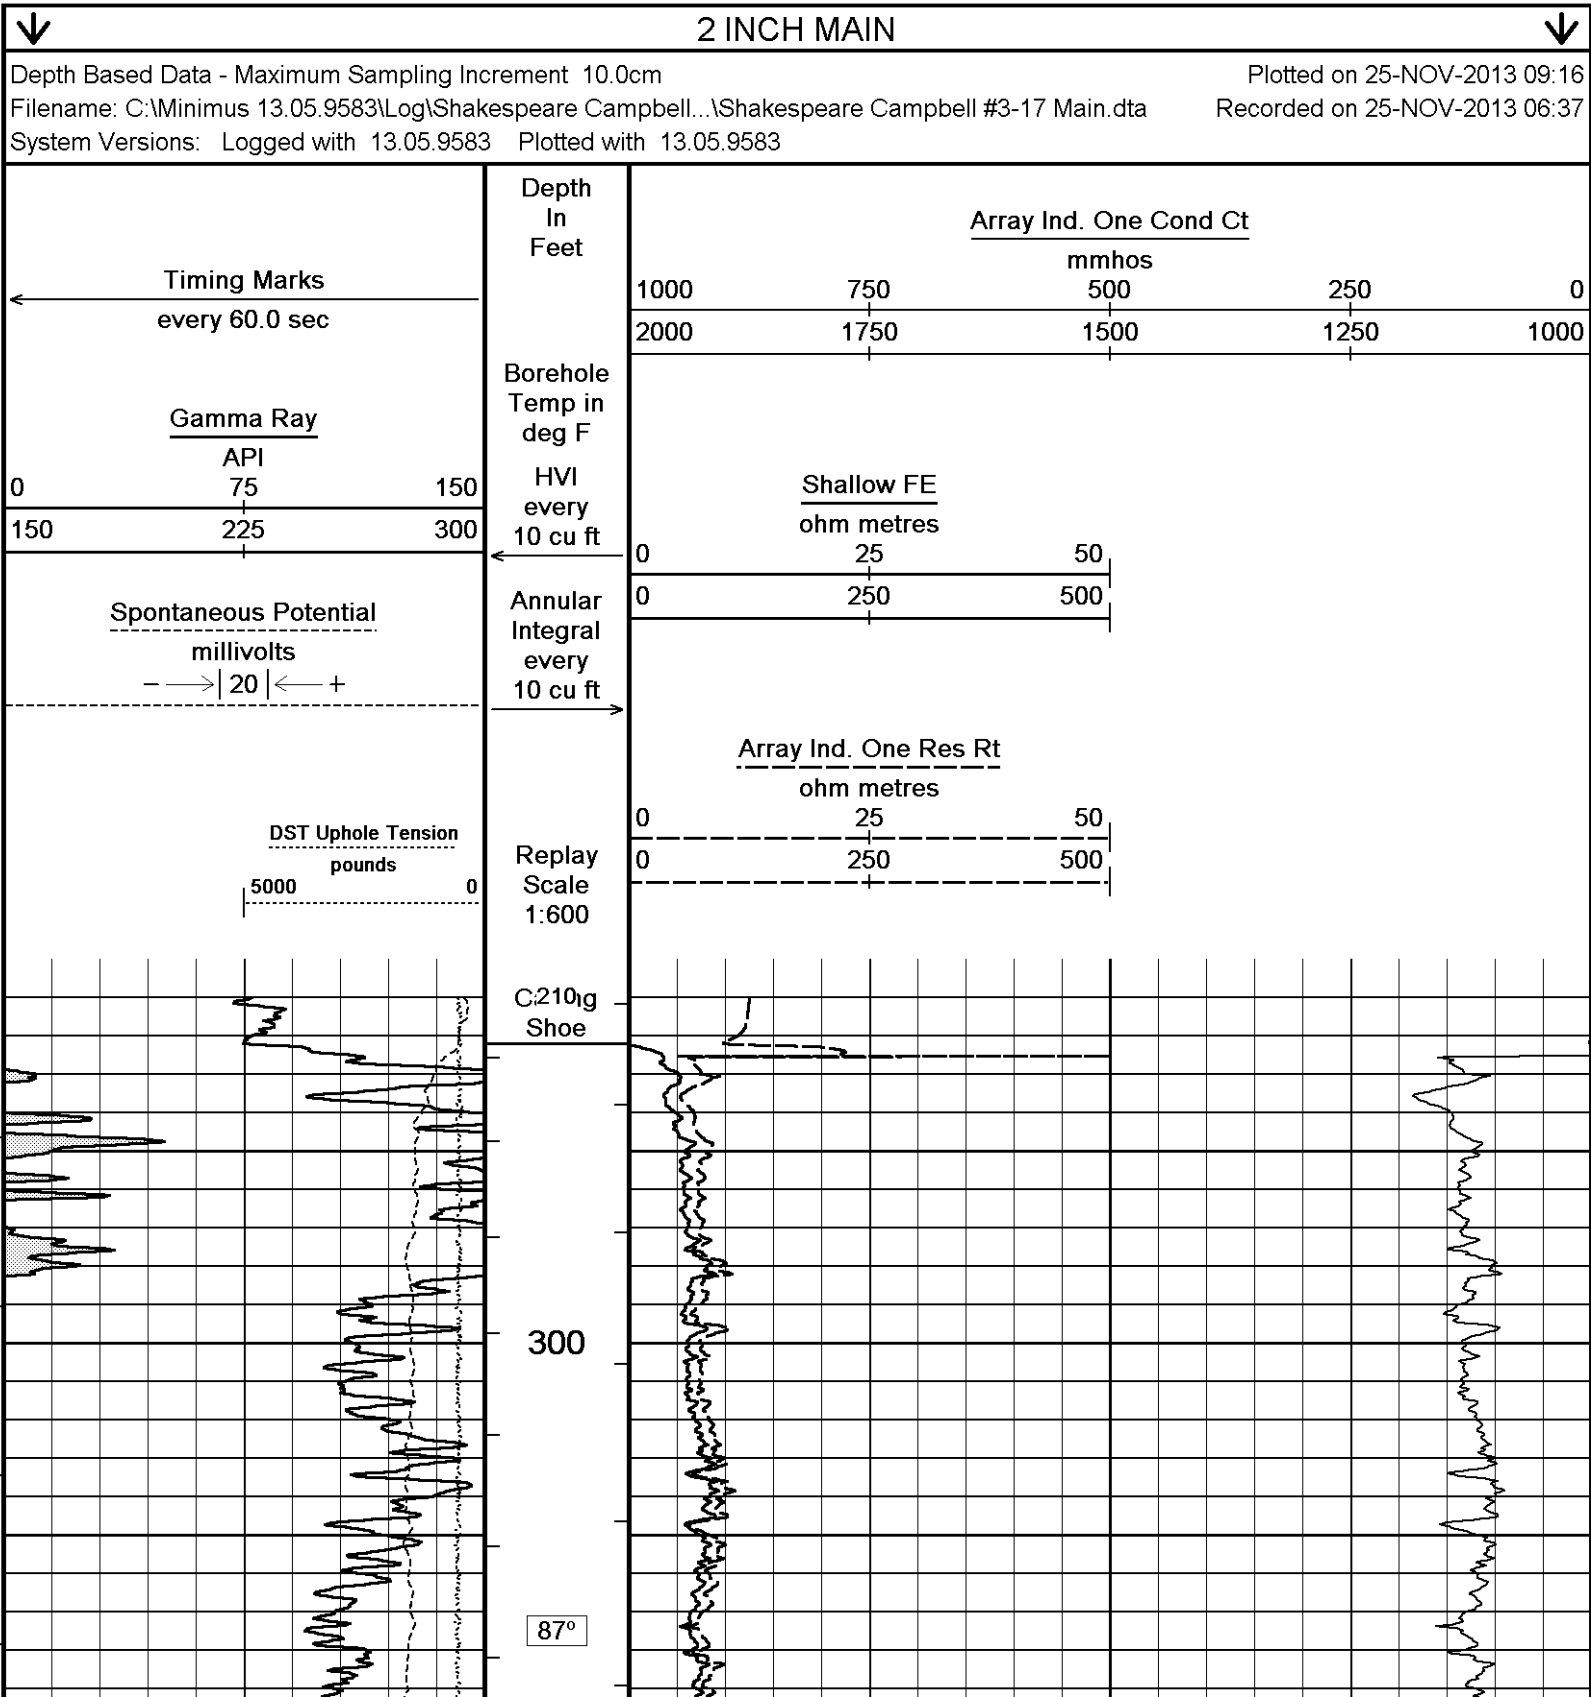 2 INCH MAIN
Depth Based Data - Maximum Sampling Increment 10.0cm
Plotted on 25-NOV-2013 09:16
Filename: C:\Minimus 13.05.9583\Log\Shakespeare Campbell...\Shakespeare Campbell #3-17 Main.dta
Recorded on 25-NOV-2013 06:37
System Versions: Logged with 13.05.9583 Plotted with 13.05.9583
Timing Marks
every 60.0 sec
Gamma Ray
API
0 75 150
150 225 300
Spontaneous Potential
millivolts
− 20 +
DST Uphole Tension
pounds
5000 0
Depth
In
Feet
Borehole
Temp in
deg F
HVI
every
10 cu ft
Annular
Integral
every
10 cu ft
Replay
Scale
1:600
Array Ind. One Cond Ct
mmhos
1000 750 500 250 0
2000 1750 1500 1250 1000
Shallow FE
ohm metres
0 25 50
0 250 500
Array Ind. One Res Rt
ohm metres
0 25 50
0 250 500
210
Shoe
300
87º